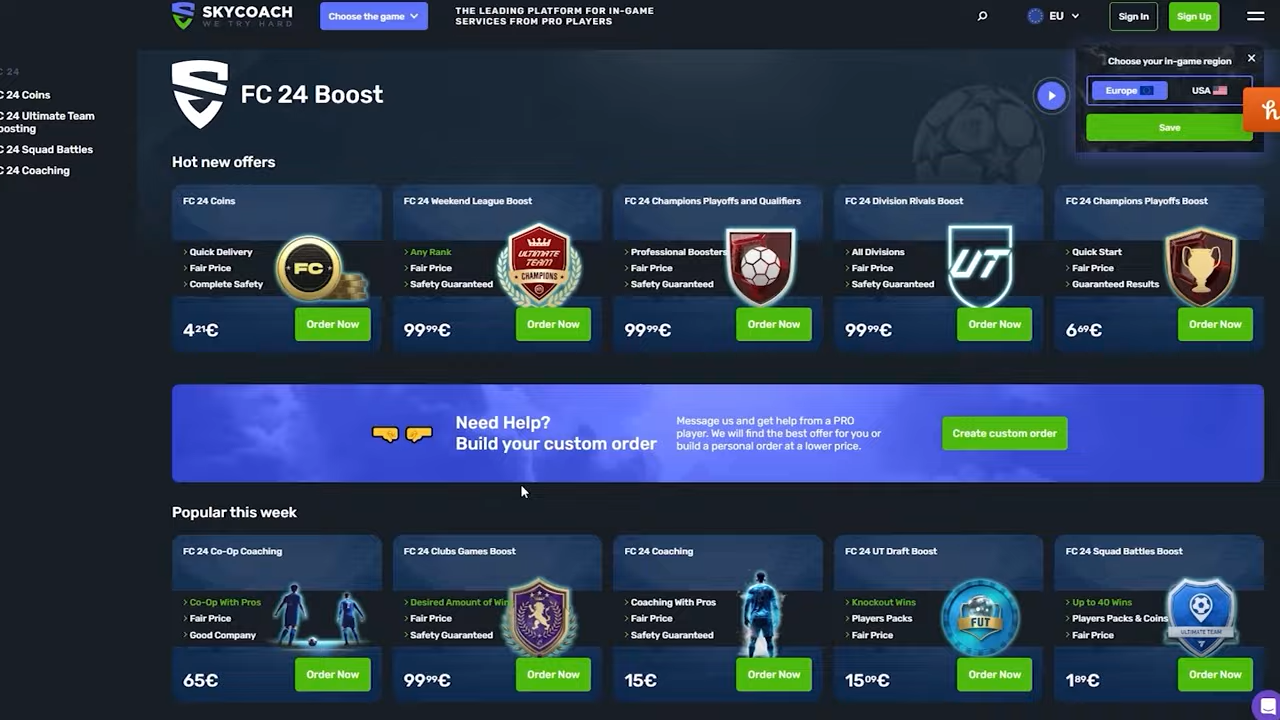 SKYCOACH
WE TRY HARD
Choose the game
THE LEADING PLATFORM FOR IN-GAME
SERVICES FROM PRO PLAYERS
EU
Sign In
Sign Up
C 24
C 24 Coins
C 24 Ultimate Team
oosting
C 24 Squad Battles
C 24 Coaching
FC 24 Boost
Choose your in-game region
Europe
USA
Save
h
Hot new offers
FC 24 Coins
> Quick Delivery
> Fair Price
> Complete Safety
FC
4²¹€
Order Now
FC 24 Weekend League Boost
> Any Rank
> Fair Price
> Safety Guaranteed
ULTIMATE
TEAM
CHAMPIONS
99⁹⁹€
Order Now
FC 24 Champions Playoffs and Qualifiers
> Professional Boosters
> Fair Price
> Safety Guaranteed
99⁹⁹€
Order Now
FC 24 Division Rivals Boost
> All Divisions
> Fair Price
> Safety Guaranteed
UT
99⁹⁹€
Order Now
FC 24 Champions Playoffs Boost
> Quick Start
> Fair Price
> Guaranteed Results
6⁶⁹€
Order Now
Need Help?
Build your custom order
Message us and get help from a PRO
player. We will find the best offer for you or
build a personal order at a lower price.
Create custom order
Popular this week
FC 24 Co-Op Coaching
> Co-Op With Pros
> Fair Price
> Good Company
65€
Order Now
FC 24 Clubs Games Boost
> Desired Amount of Win
> Fair Price
> Safety Guaranteed
99⁹⁹€
Order Now
FC 24 Coaching
> Coaching With Pros
> Fair Price
> Safety Guaranteed
15€
Order Now
FC 24 UT Draft Boost
> Knockout Wins
> Players Packs
> Fair Price
FUT
15⁰⁹€
Order Now
FC 24 Squad Battles Boost
> Up to 40 Wins
> Players Packs & Coins
> Fair Price
ULTIMATE TEAM
1⁸⁹€
Order Now